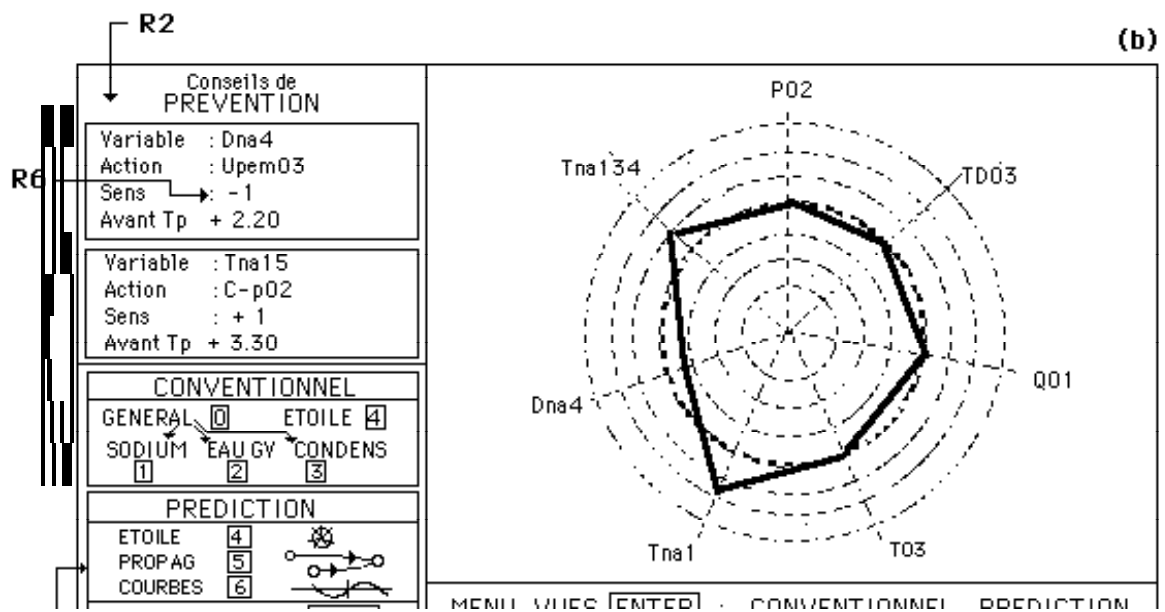 R2
(b)
Conseils de
PREVENTION
Variable : Dna4
Action : Upem03
R6
Sens : -1
Avant Tp + 2.20
Variable : Tna15
Action : C-p02
Sens : + 1
Avant Tp + 3.30
CONVENTIONNEL
GENERAL 0 ETOILE 4
SODIUM EAU GV CONDENS
1 2 3
PREDICTION
ETOILE 4
PROPAG 5
COURBES 6
P02
Tna134
TD03
Q01
Dna4
Tna1
T03
MENU VUES ENTER : CONVENTIONNEL PREDICTION